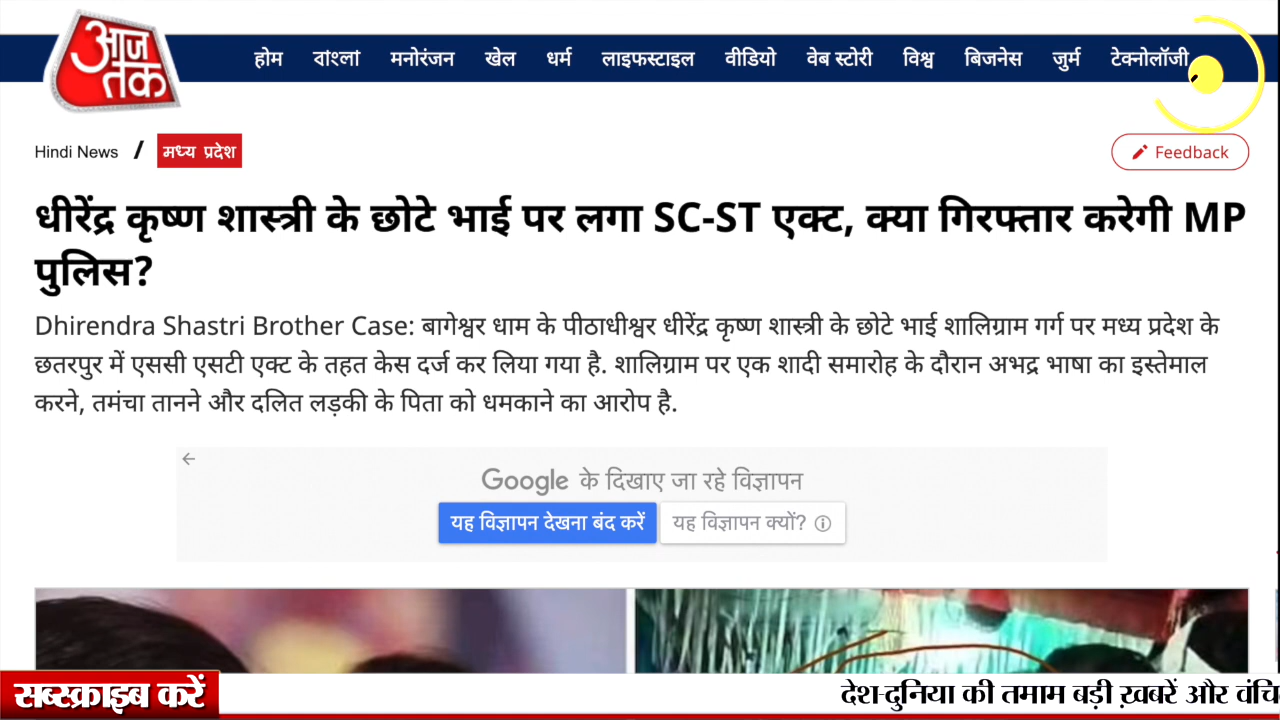 आज तक
होम बাংলা मनोरंजन खेल धर्म लाइफस्टाइल वीडियो वेब स्टोरी विश्व बिजनेस जुर्म टेक्नोलॉजी
Hindi News / मध्य प्रदेश
Feedback
धीरेंद्र कृष्ण शास्त्री के छोटे भाई पर लगा SC-ST एक्ट, क्या गिरफ्तार करेगी MP
पुलिस?
Dhirendra Shastri Brother Case: बागेश्वर धाम के पीठाधीश्वर धीरेंद्र कृष्ण शास्त्री के छोटे भाई शालिग्राम गर्ग पर मध्य प्रदेश के
छतरपुर में एससी एसटी एक्ट के तहत केस दर्ज कर लिया गया है. शालिग्राम पर एक शादी समारोह के दौरान अभद्र भाषा का इस्तेमाल
करने, तमंचा तानने और दलित लड़की के पिता को धमकाने का आरोप है.
Google के दिखाए जा रहे विज्ञापन
यह विज्ञापन देखना बंद करें यह विज्ञापन क्यों?
सब्स्क्राइब करें
देश-दुनिया की तमाम बड़ी ख़बरें और वंचि